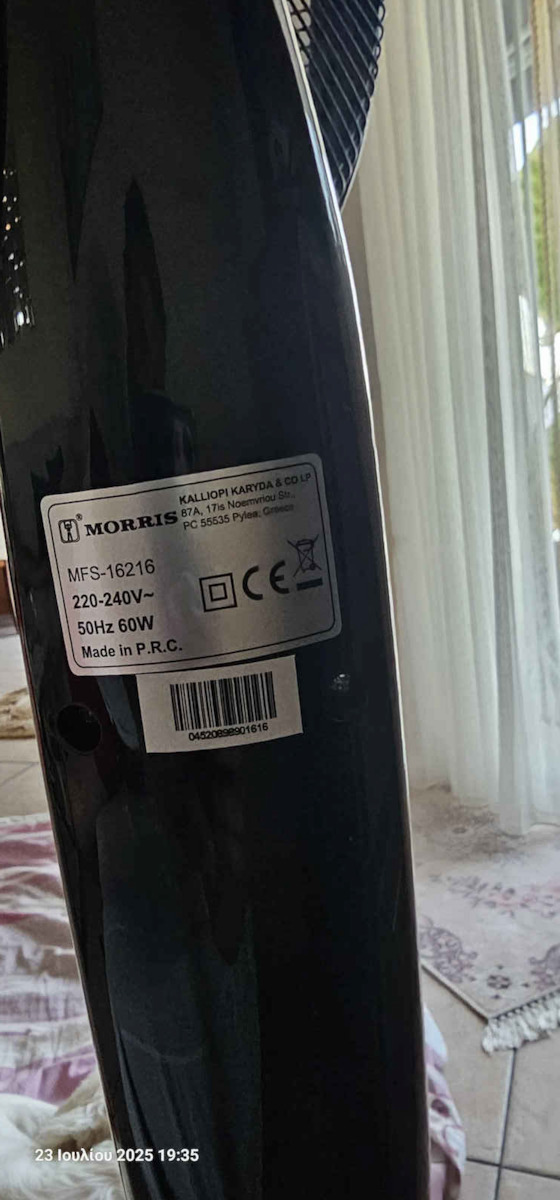 MORRIS®
KALLIOPI KARYDA & CO LP
87A, 17is Noemvriou Str.,
PC 55535 Pylea, Greece
MFS-16216
220-240V~
50Hz 60W
Made in P.R.C.
CE
04520898901616
23 Ιουλίου 2025 19:35